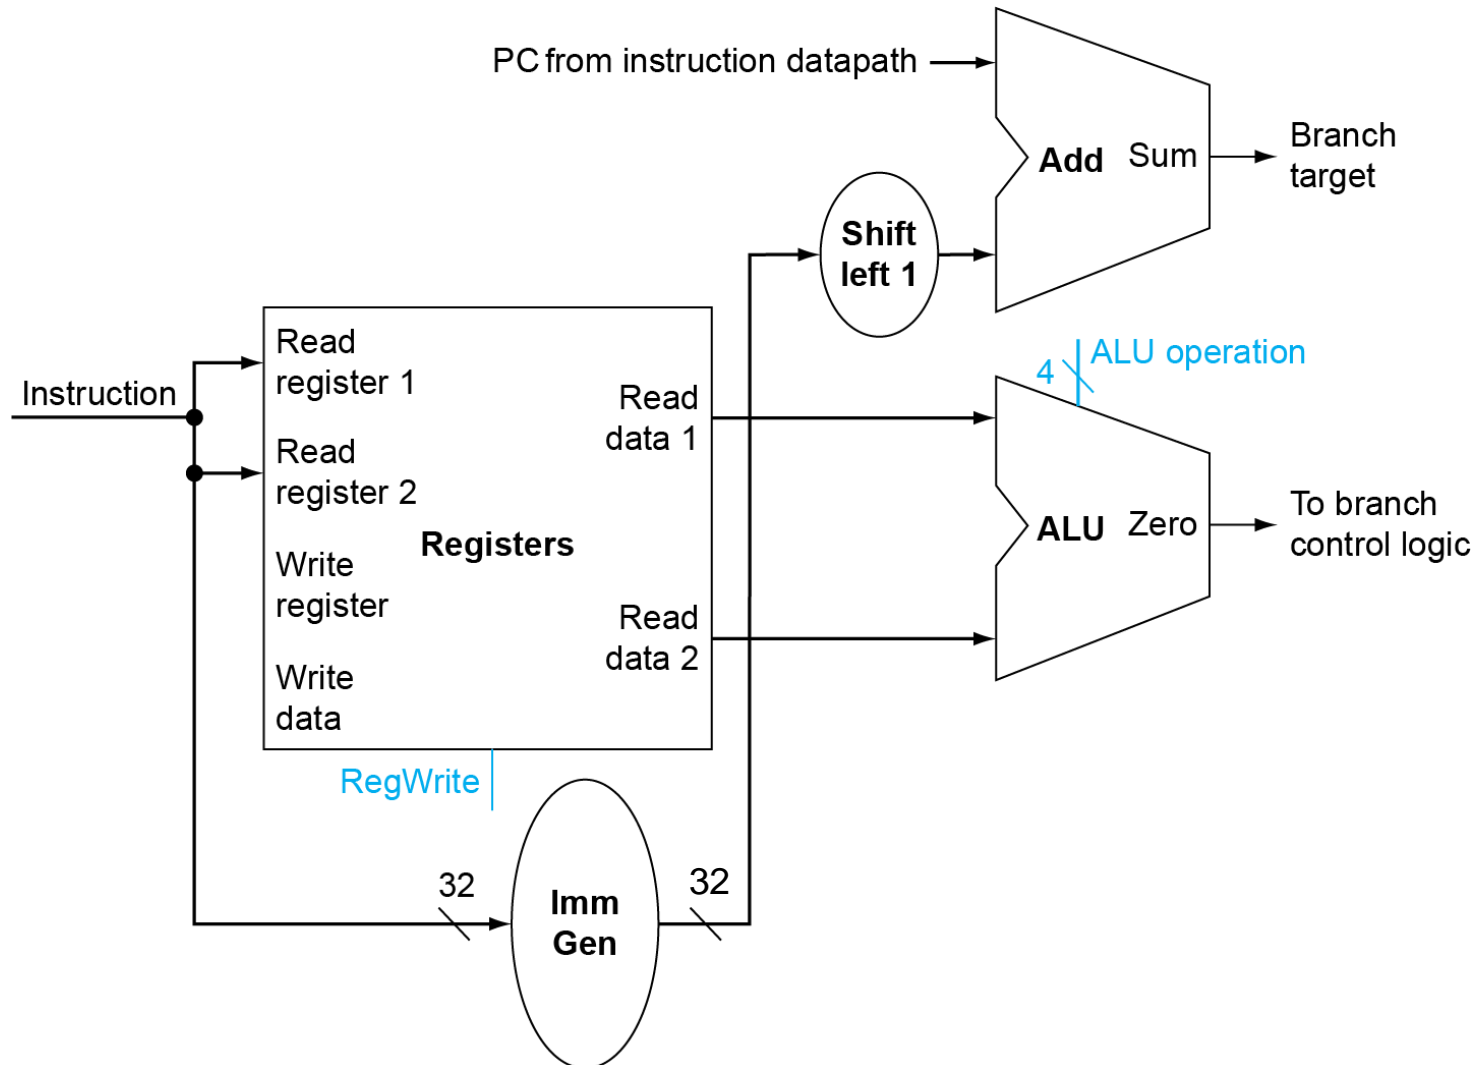 PC from instruction datapath
Add
Sum
Branch
target
Shift
left 1
ALU operation
4
Instruction
Read
register 1
Read
register 2
Write
register
Write
data
Registers
Read
data 1
Read
data 2
ALU
Zero
To branch
control logic
RegWrite
32
Imm
Gen
32